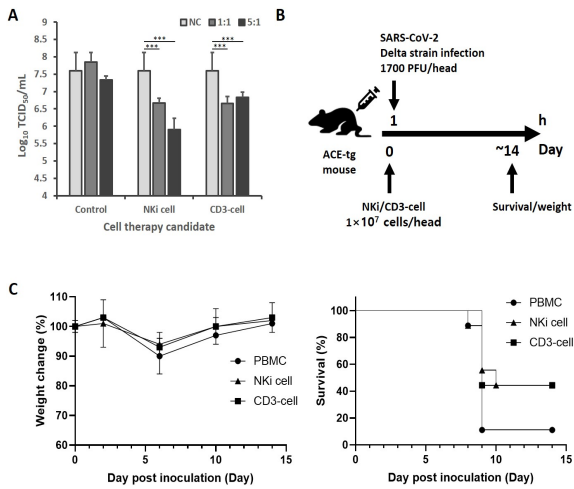 A
NC 1:1 5:1
*** ***
*** ***
8.5
8
7.5
7
6.5
6
5.5
5
4.5
4
Log10 TCID50/mL
Control NKi cell CD3-cell
Cell therapy candidate
B
SARS-CoV-2
Delta strain infection
1700 PFU/head
1 h
ACE-tg
mouse
0 ~14 Day
NKi/CD3-cell
1×10⁷ cells/head
Survival/weight
C
110
100
90
80
70
60
Weight change (%)
0 5 10 15
Day post inoculation (Day)
PBMC
NKi cell
CD3-cell
100
80
60
40
20
0
Survival (%)
0 5 10 15
Day post inoculation (Day)
PBMC
NKi cell
CD3-cell